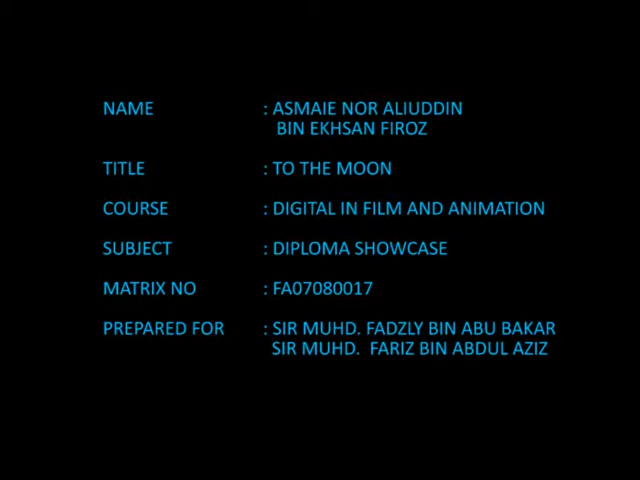 NAME : ASMAIE NOR ALIUDDIN
BIN EKHSAN FIROZ
TITLE : TO THE MOON
COURSE : DIGITAL IN FILM AND ANIMATION
SUBJECT : DIPLOMA SHOWCASE
MATRIX NO : FA07080017
PREPARED FOR : SIR MUHD. FADZLY BIN ABU BAKAR
SIR MUHD. FARIZ BIN ABDUL AZIZ